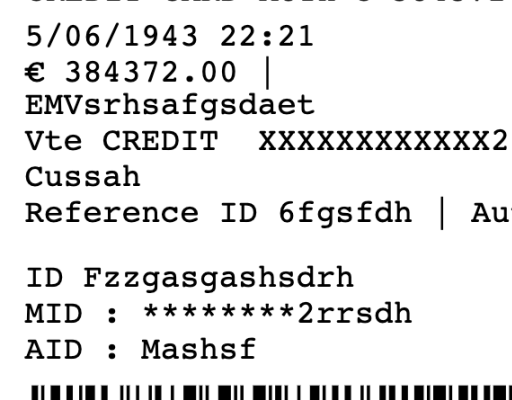 5/06/1943 22:21
€ 384372.00 |
EMVsrhsafgsdaet
Vte CREDIT XXXXXXXXXXXX2
Cussah
Reference ID 6fgsfdh | Au
ID Fzzgasgashsdrh
MID : ********2rrsdh
AID : Mashsf